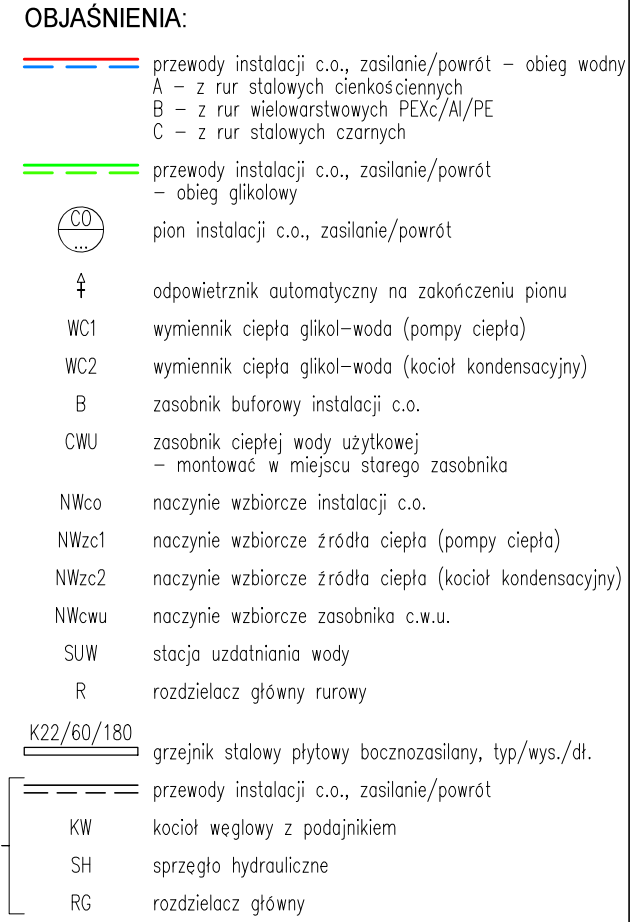 OBJAŚNIENIA:
przewody instalacji c.o., zasilanie/powrót – obieg wodny
A – z rur stalowych cienkościennych
B – z rur wielowarstwowych PEXc/Al/PE
C – z rur stalowych czarnych
przewody instalacji c.o., zasilanie/powrót
– obieg glikolowy
CO
...
pion instalacji c.o., zasilanie/powrót
odpowietrznik automatyczny na zakończeniu pionu
WC1 wymiennik ciepła glikol–woda (pompy ciepła)
WC2 wymiennik ciepła glikol–woda (kocioł kondensacyjny)
B zasobnik buforowy instalacji c.o.
CWU zasobnik ciepłej wody użytkowej
– montować w miejscu starego zasobnika
NWco naczynie wzbiorcze instalacji c.o.
NWzc1 naczynie wzbiorcze źródła ciepła (pompy ciepła)
NWzc2 naczynie wzbiorcze źródła ciepła (kocioł kondensacyjny)
NWcwu naczynie wzbiorcze zasobnika c.w.u.
SUW stacja uzdatniania wody
R rozdzielacz główny rurowy
K22/60/180
grzejnik stalowy płytowy bocznozasilany, typ/wys./dł.
przewody instalacji c.o., zasilanie/powrót
KW kocioł węglowy z podajnikiem
SH sprzęgło hydrauliczne
RG rozdzielacz główny